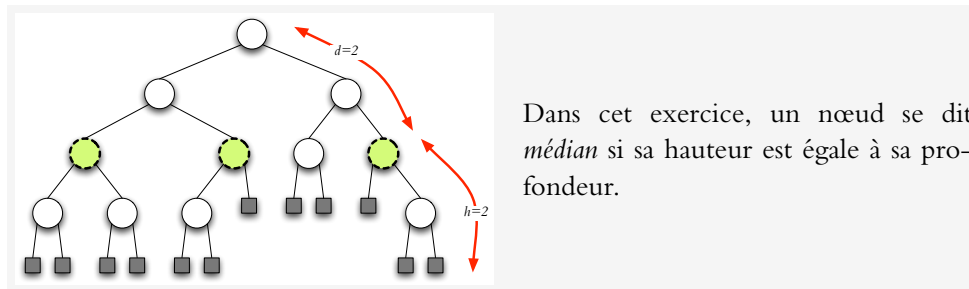 d=2
h=2
Dans cet exercice, un nœud se dit
médian si sa hauteur est égale à sa pro-
fondeur.